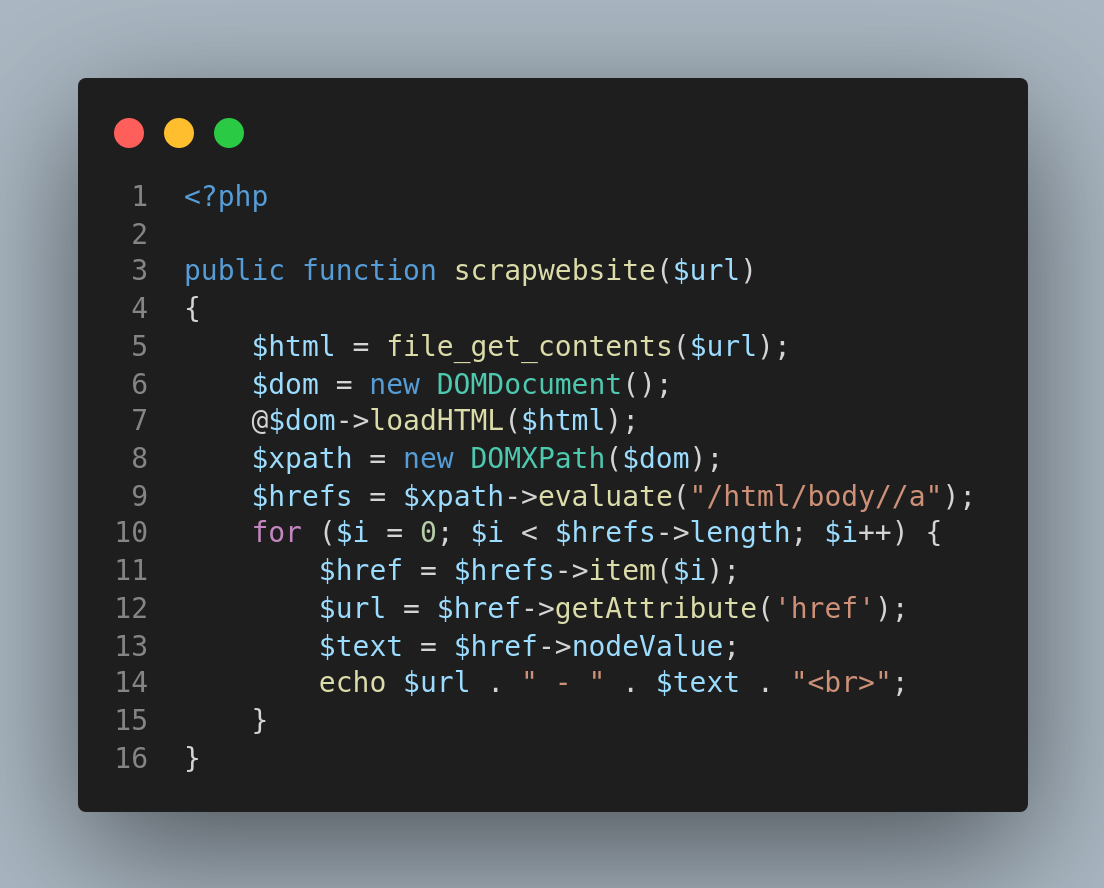 1 <?php
2
3 public function scrapwebsite($url)
4 {
5     $html = file_get_contents($url);
6     $dom = new DOMDocument();
7     @$dom->loadHTML($html);
8     $xpath = new DOMXPath($dom);
9     $hrefs = $xpath->evaluate("/html/body//a");
10     for ($i = 0; $i < $hrefs->length; $i++) {
11         $href = $hrefs->item($i);
12         $url = $href->getAttribute('href');
13         $text = $href->nodeValue;
14         echo $url . " - " . $text . "<br>";
15     }
16 }